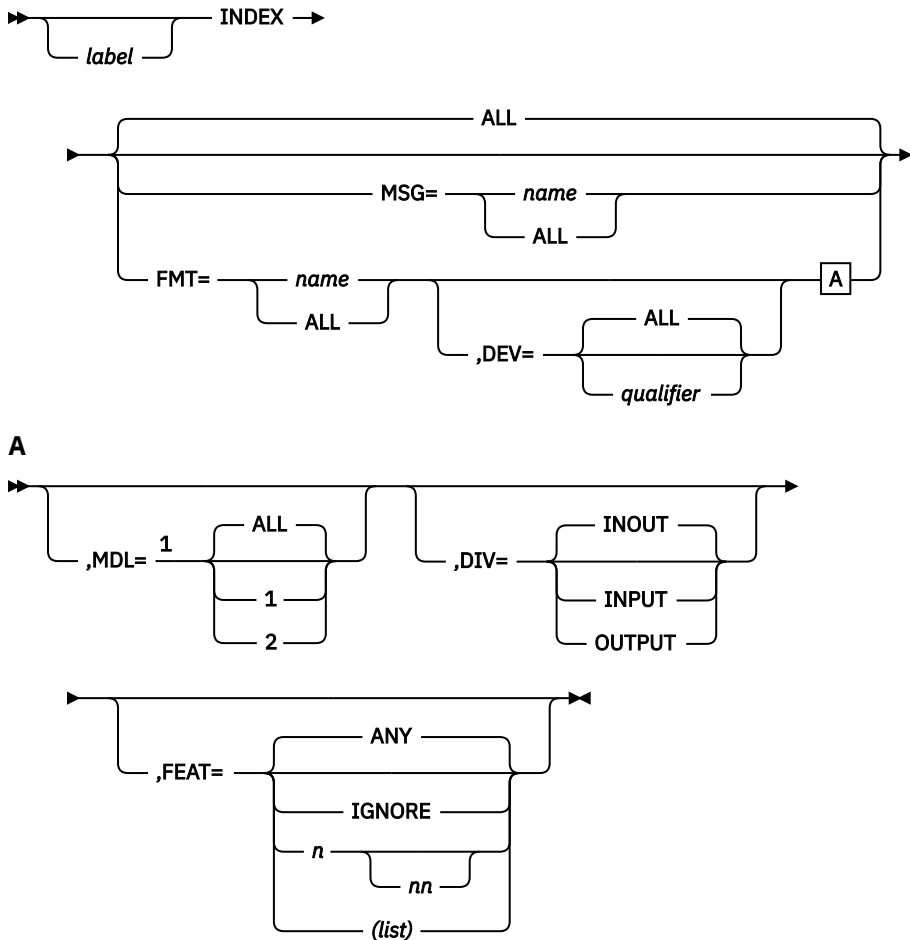 INDEX
label
ALL
MSG= name
ALL
FMT= name A
ALL
ALL
,DEV=
qualifier
A
ALL INOUT
,MDL= 1 ,DIV=
1 INPUT
2 OUTPUT
ANY
,FEAT=
IGNORE
n
nn
(list)